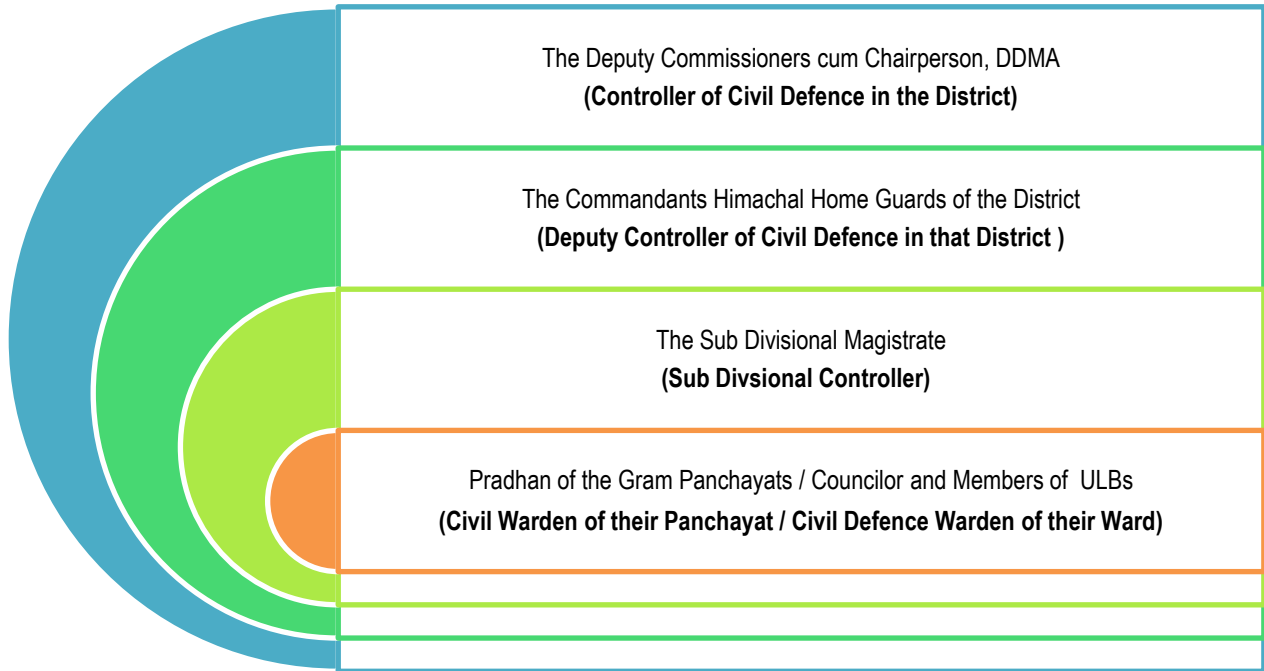 The Deputy Commissioners cum Chairperson, DDMA
(Controller of Civil Defence in the District)
The Commandants Himachal Home Guards of the District
(Deputy Controller of Civil Defence in that District )
The Sub Divisional Magistrate
(Sub Divsional Controller)
Pradhan of the Gram Panchayats / Councilor and Members of  ULBs
(Civil Warden of their Panchayat / Civil Defence Warden of their Ward)